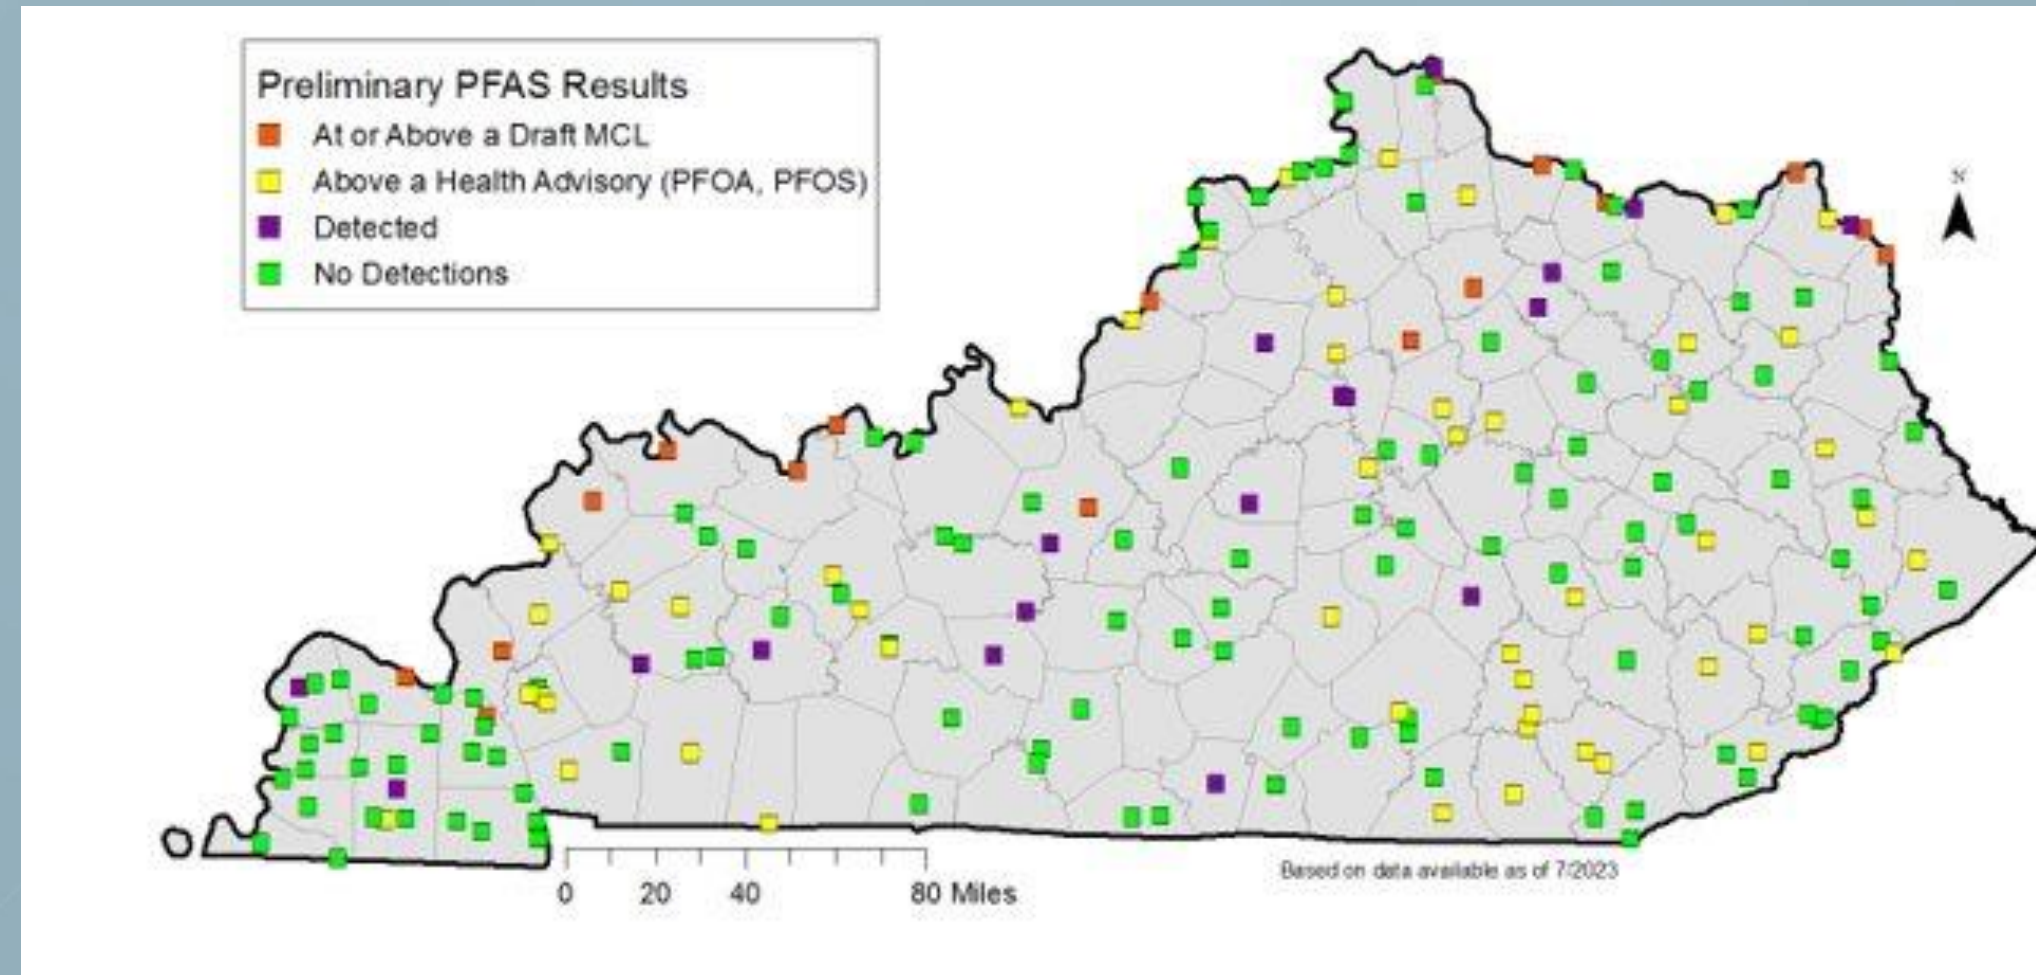 Preliminary PFAS Results
At or Above a Draft MCL
Above a Health Advisory (PFOA, PFOS)
Detected
No Detections
N
0 20 40 80 Miles
Based on data available as of 7/2023